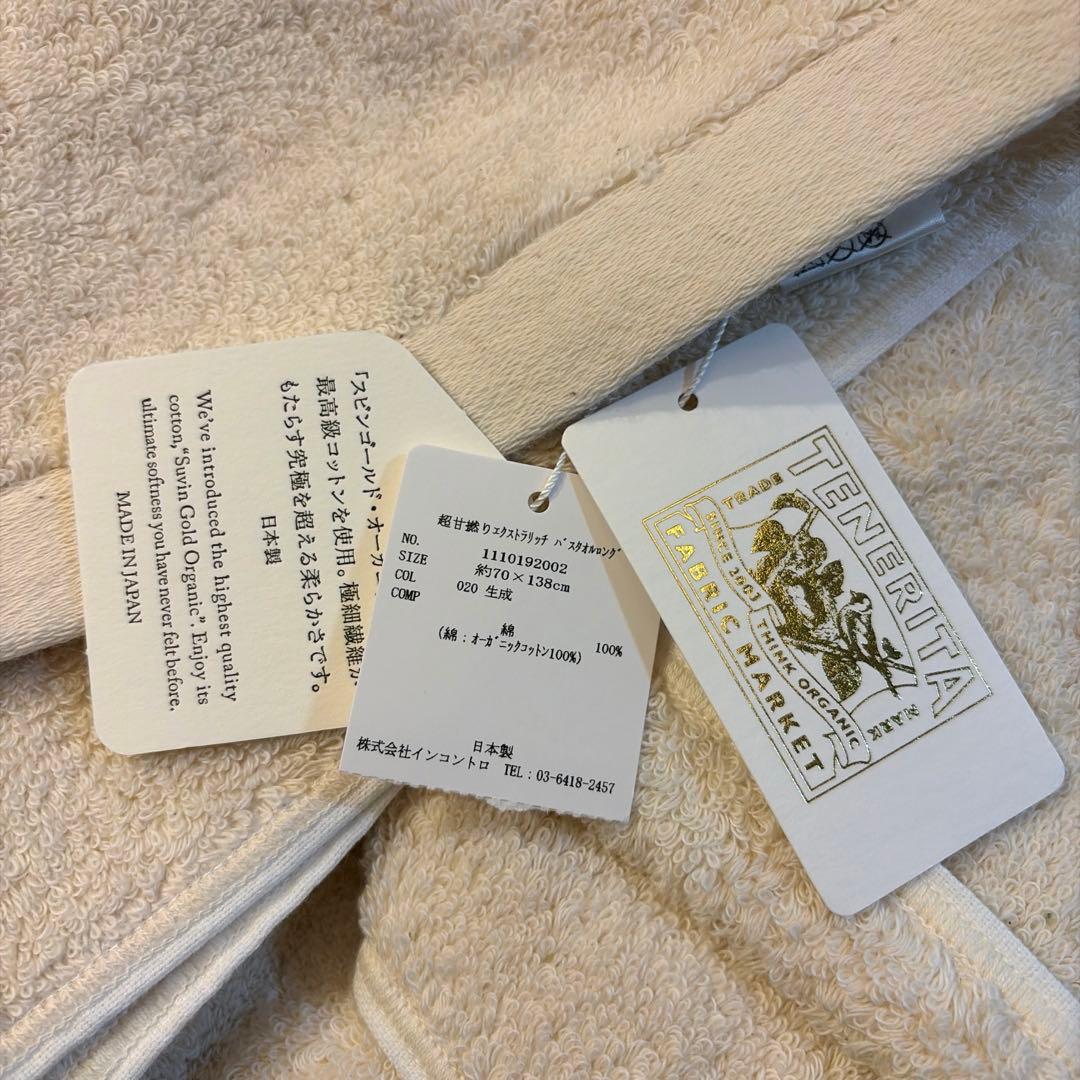 「スビンゴールド・オーガ
最高級コットンを使用。極細繊維が
もたらす究極を超える柔らかさです。
日本製
We've introduced the highest quality
cotton,“Suvin Gold Organic”. Enjoy its
ultimate softness you have never felt before.
MADE IN JAPAN
超甘撚りｴｸｽﾄﾗﾘｯﾁ ﾊﾞｽﾀｵﾙﾛﾝｸﾞ
NO. 1110192002
SIZE 約70×138cm
COL 020 生成
COMP
綿 100%
(綿：ｵｰｶﾞﾆｯｸｺｯﾄﾝ100%)
日本製
株式会社インコントロ TEL：03-6418-2457
TENERITA
TRADE MARK
SINCE 2003 THINK ORGANIC
FABRIC MARKET